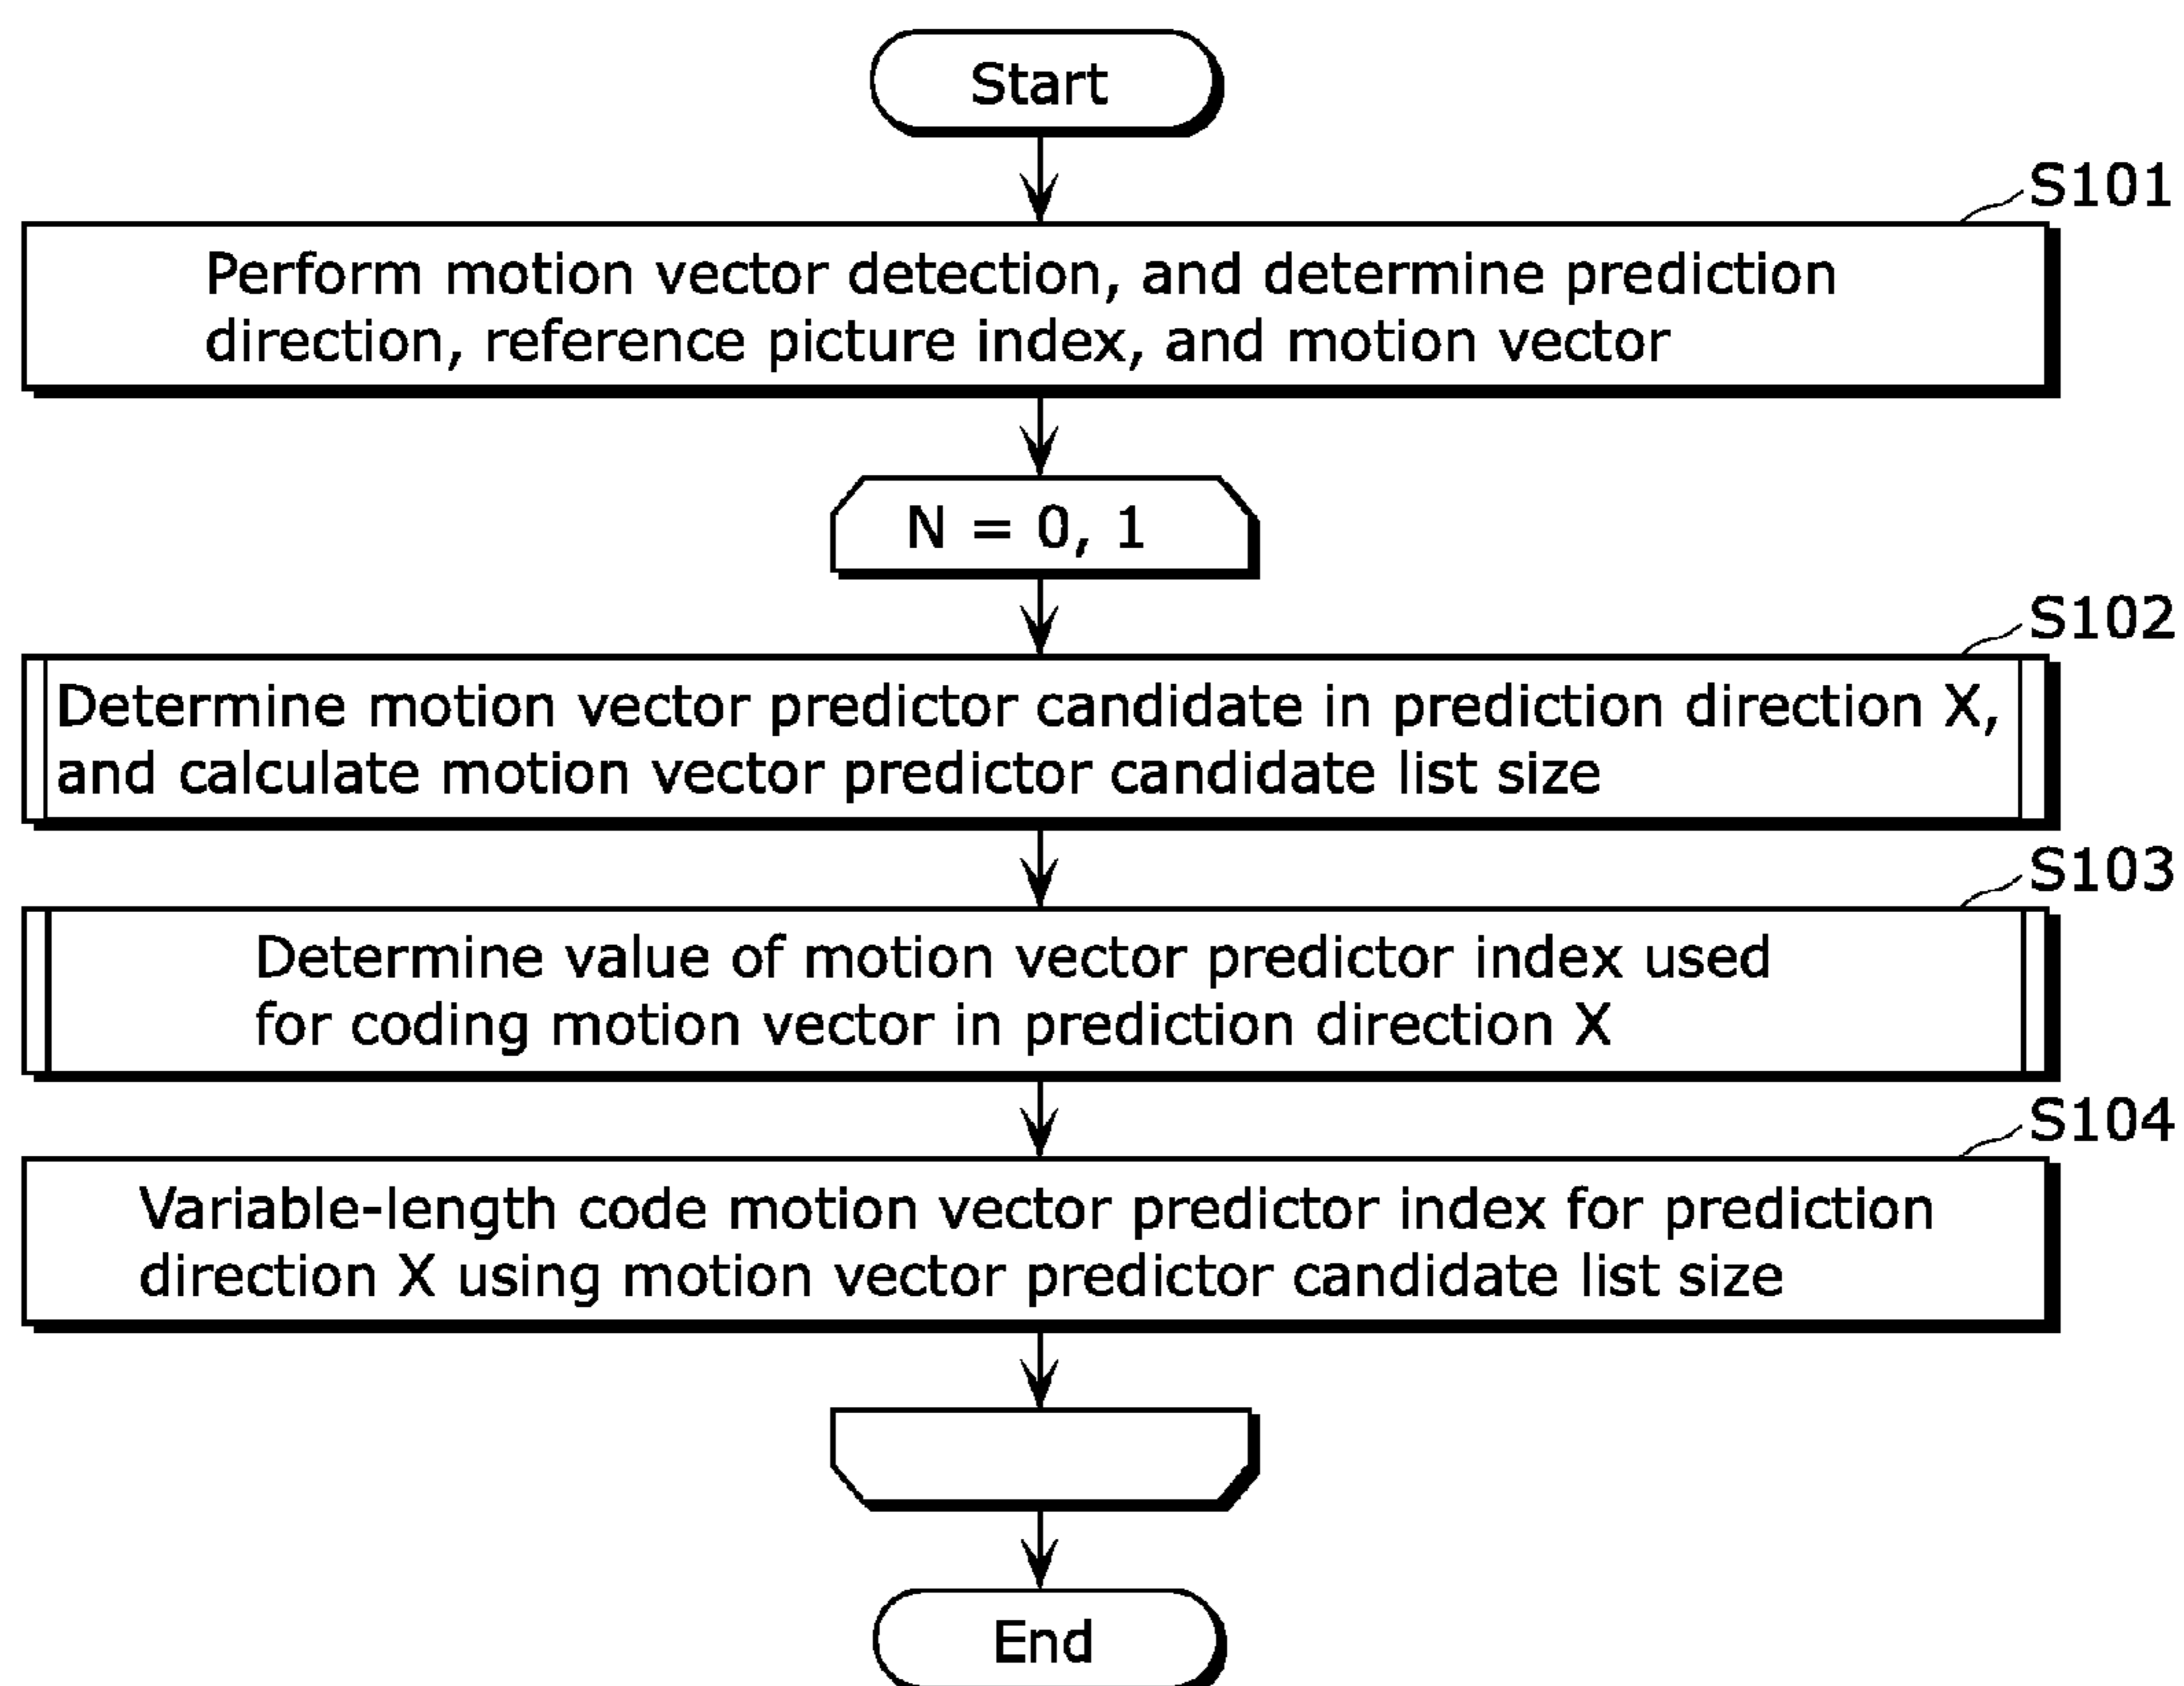 Start
S101
Perform motion vector detection, and determine prediction
direction, reference picture index, and motion vector
N = 0, 1
S102
Determine motion vector predictor candidate in prediction direction X,
and calculate motion vector predictor candidate list size
S103
Determine value of motion vector predictor index used
for coding motion vector in prediction direction X
S104
Variable-length code motion vector predictor index for prediction
direction X using motion vector predictor candidate list size
End